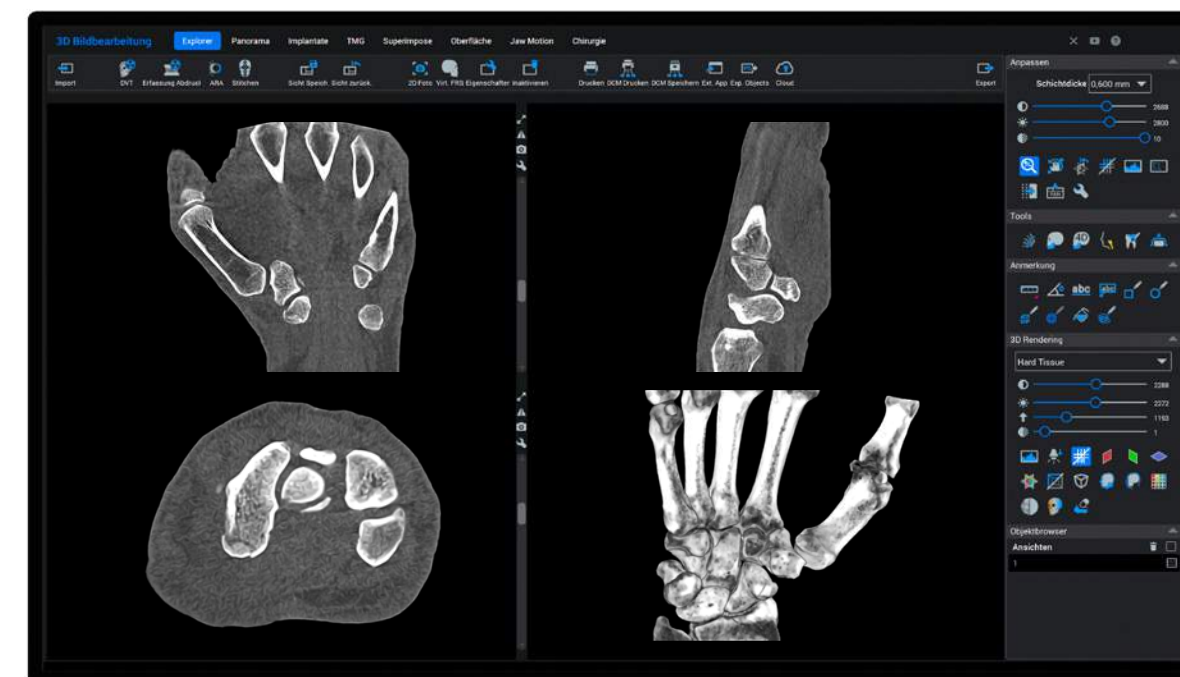 3D Bildbearbeitung Explorer Panorama Implantate TMG Superimpose Oberfläche Jaw Motion Chirurgie
Import DVT Erfassung Abdruck ARA Stitchen Sicht Speich. Sicht zurück. 2D Foto Virt. FRS Eigenschaften Inaktivieren Drucken DCM Drucken DCM Speichern Ext. App Exp. Objects Cloud Export
Anpassen
Schichtdicke 0,600 mm
2688
2800
10
Tools
4D
Anmerkung
abc abc
3D Rendering
Hard Tissue
2288
2272
1193
1
Objektbrowser
Ansichten
1